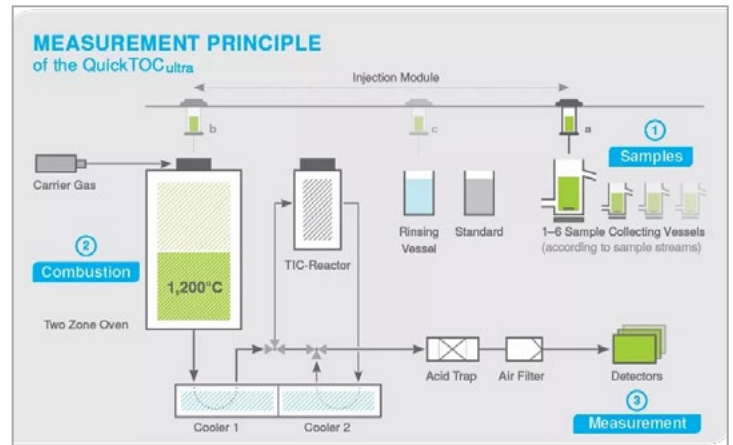 MEASUREMENT PRINCIPLE
of the QuickTOCultra
Injection Module
b
c
a
1
Samples
Carrier Gas
TIC-Reactor
Rinsing
Vessel
Standard
1–6 Sample Collecting Vessels
(according to sample streams)
2
Combustion
1,200°C
Two Zone Oven
Acid Trap
Air Filter
Detectors
Cooler 1
Cooler 2
3
Measurement